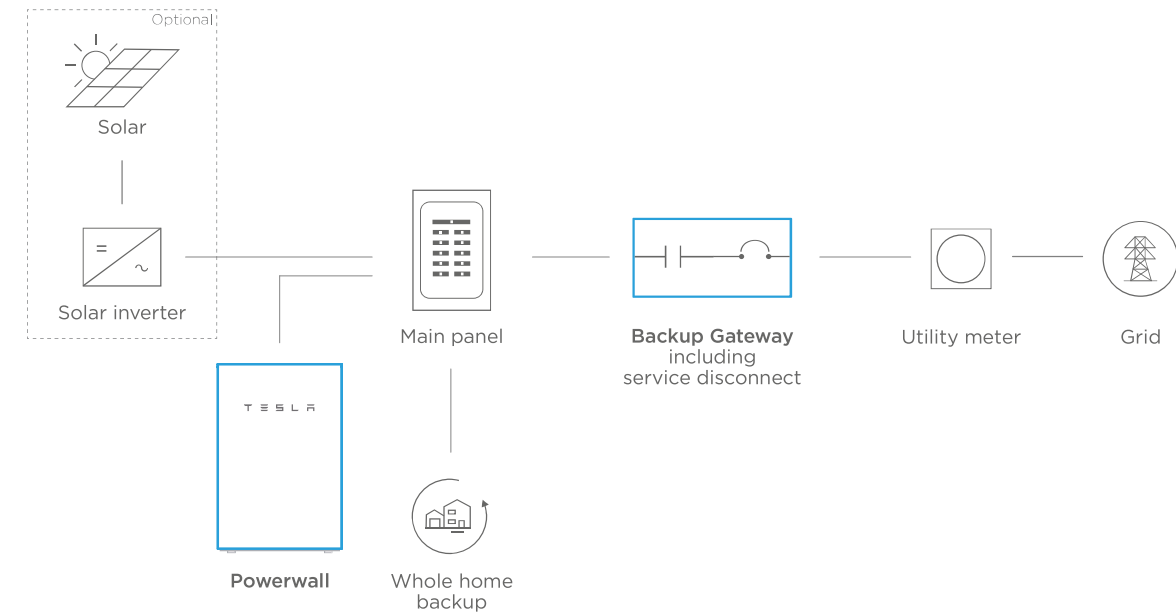 Optional
Solar
Solar inverter
Main panel
Backup Gateway
including
service disconnect
Utility meter
Grid
TESLA
Powerwall
Whole home
backup